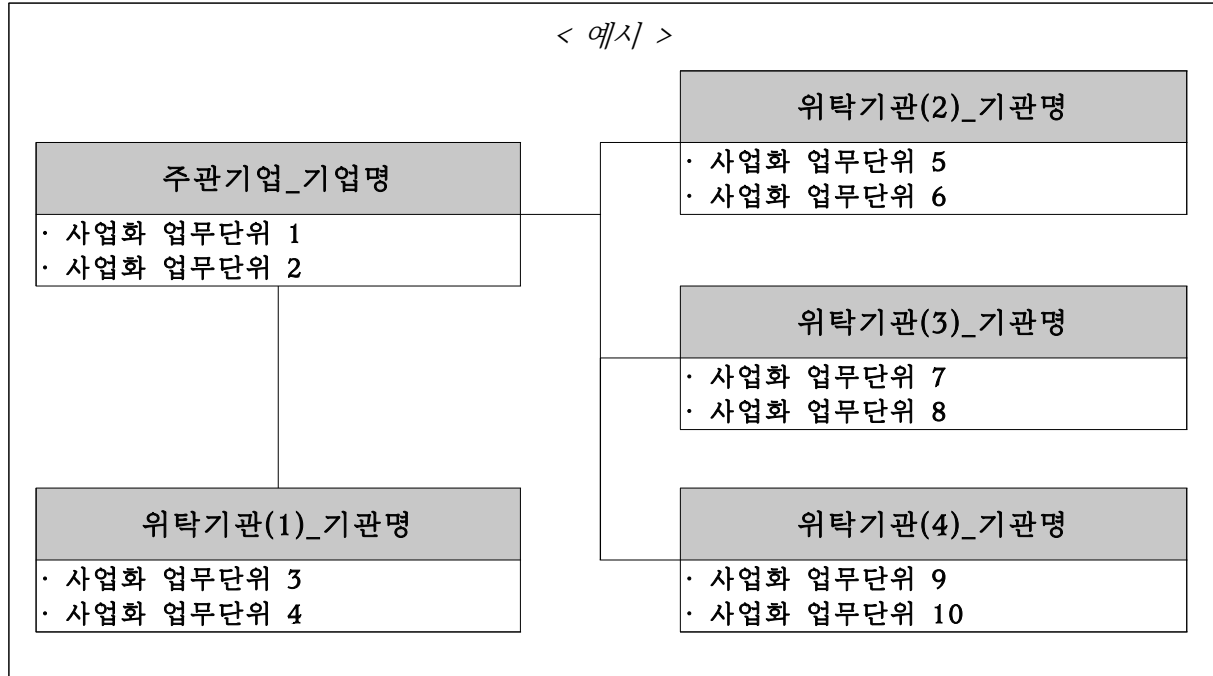 < 예시 >
주관기업_기업명
· 사업화 업무단위 1
· 사업화 업무단위 2
위탁기관(1)_기관명
· 사업화 업무단위 3
· 사업화 업무단위 4
위탁기관(2)_기관명
· 사업화 업무단위 5
· 사업화 업무단위 6
위탁기관(3)_기관명
· 사업화 업무단위 7
· 사업화 업무단위 8
위탁기관(4)_기관명
· 사업화 업무단위 9
· 사업화 업무단위 10